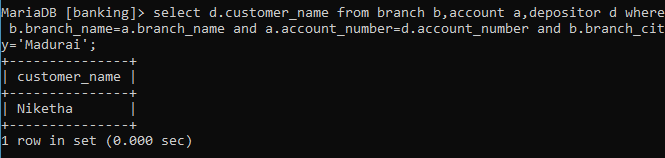 MariaDB [banking]> select d.customer_name from branch b,account a,depositor d where
 b.branch_name=a.branch_name and a.account_number=d.account_number and b.branch_cit
y='Madurai';
+---------------+
| customer_name |
+---------------+
| Niketha       |
+---------------+
1 row in set (0.000 sec)